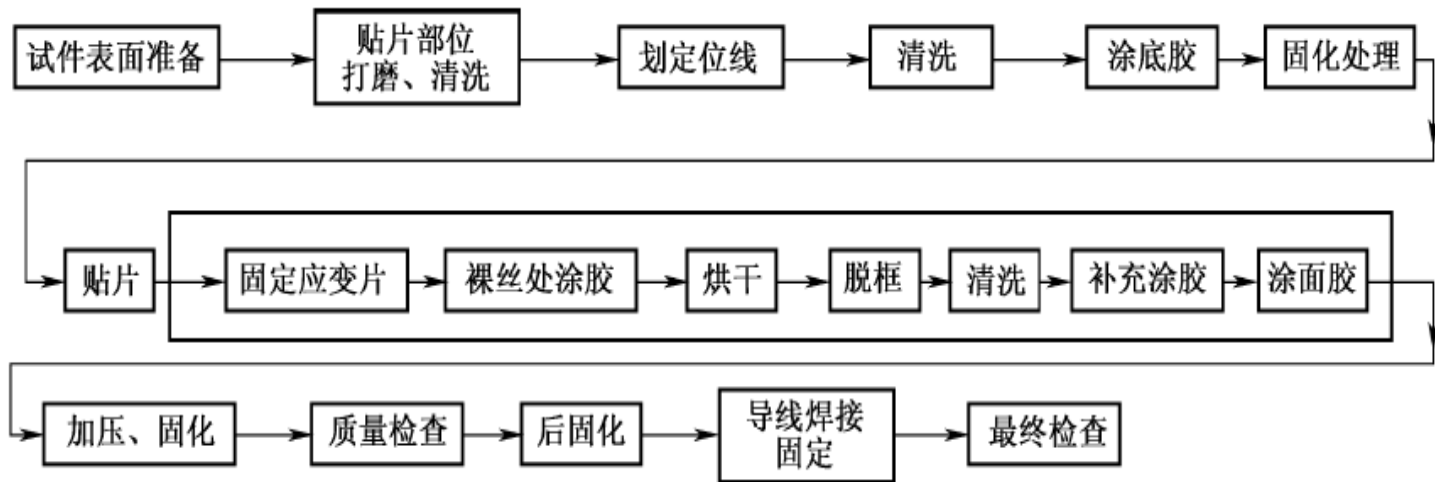 试件表面准备
贴片部位
打磨、清洗
划定位线
清洗
涂底胶
固化处理
贴片
固定应变片
裸丝处涂胶
烘干
脱框
清洗
补充涂胶
涂面胶
加压、固化
质量检查
后固化
导线焊接
固定
最终检查